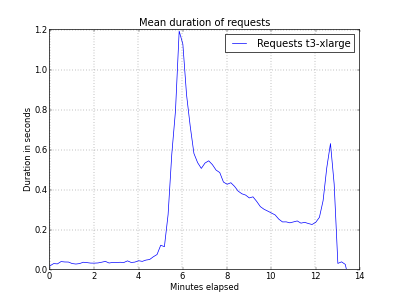 Mean duration of requests
Requests t3-xlarge
Duration in seconds
1.2
1.0
0.8
0.6
0.4
0.2
0.0
0 2 4 6 8 10 12 14
Minutes elapsed